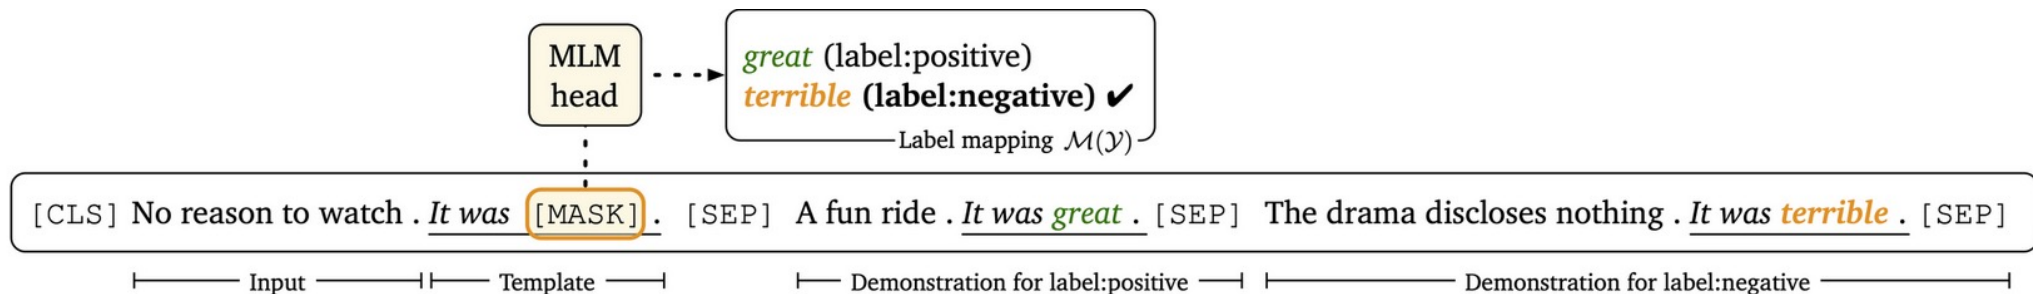 MLM
head
great (label:positive)
terrible (label:negative) ✔
Label mapping M(Y)
[CLS] No reason to watch . It was [MASK] . [SEP] A fun ride . It was great . [SEP] The drama discloses nothing . It was terrible . [SEP]
Input Template Demonstration for label:positive Demonstration for label:negative